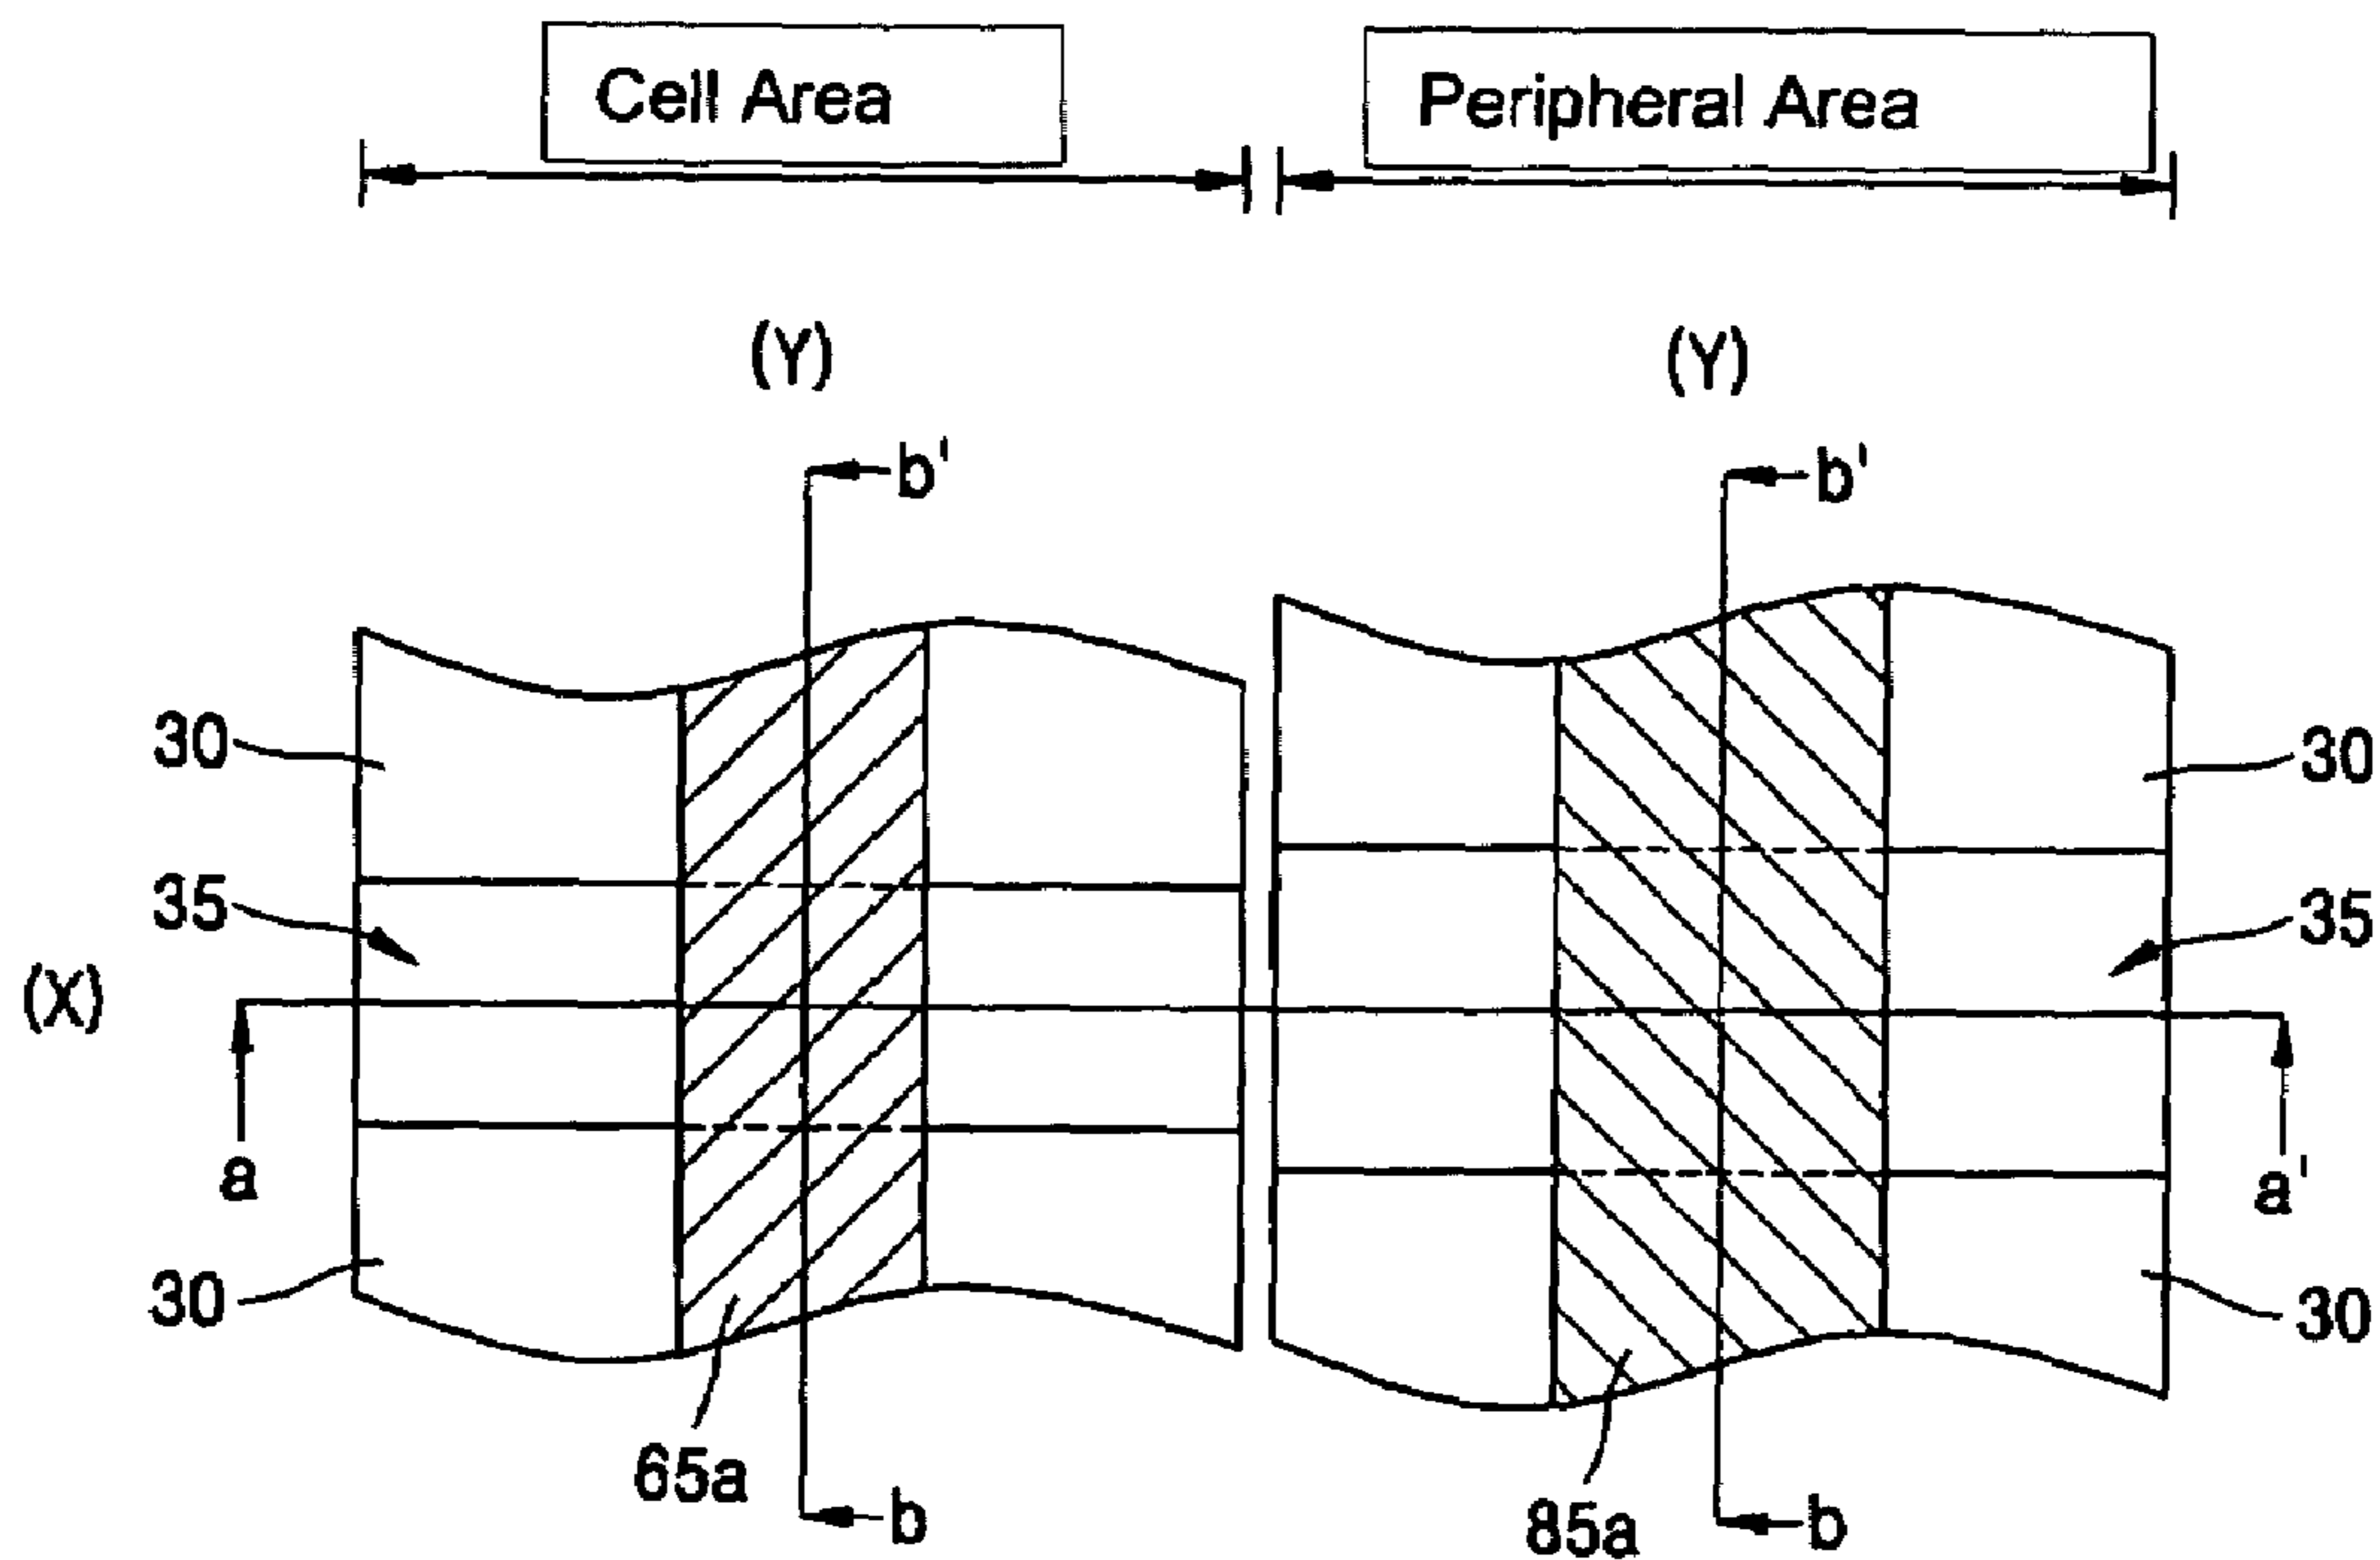 Cell Area
Peripheral Area
(Y)
(Y)
b'
b'
30
30
35
35
(X)
a
a'
30
30
65a
85a
b
b